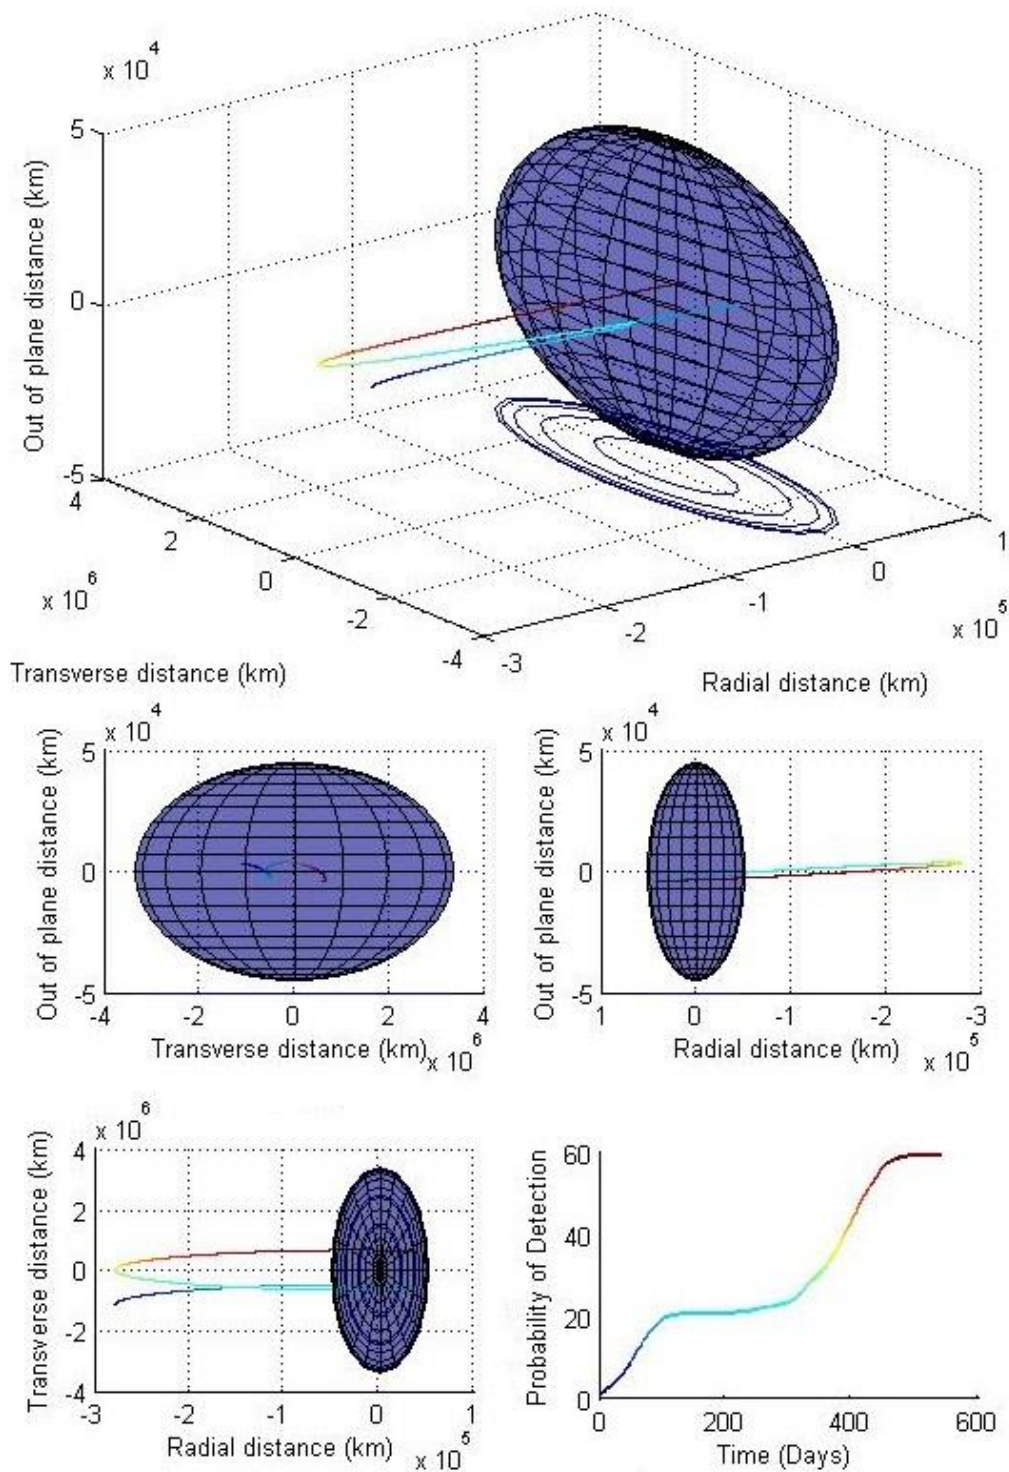 x 10^4
5
0
-5
Out of plane distance (km)
4
2
0
-2
-4
x 10^6
Transverse distance (km)
-3
-2
-1
0
1
x 10^5
Radial distance (km)
x 10^4
5
0
-5
Out of plane distance (km)
-4 -2 0 2 4
Transverse distance (km) x 10^6
x 10^4
5
0
-5
Out of plane distance (km)
1 0 -1 -2 -3
Radial distance (km) x 10^5
x 10^6
4
2
0
-2
-4
Transverse distance (km)
-3 -2 -1 0 1
Radial distance (km) x 10^5
60
40
20
0
Probability of Detection
0 200 400 600
Time (Days)